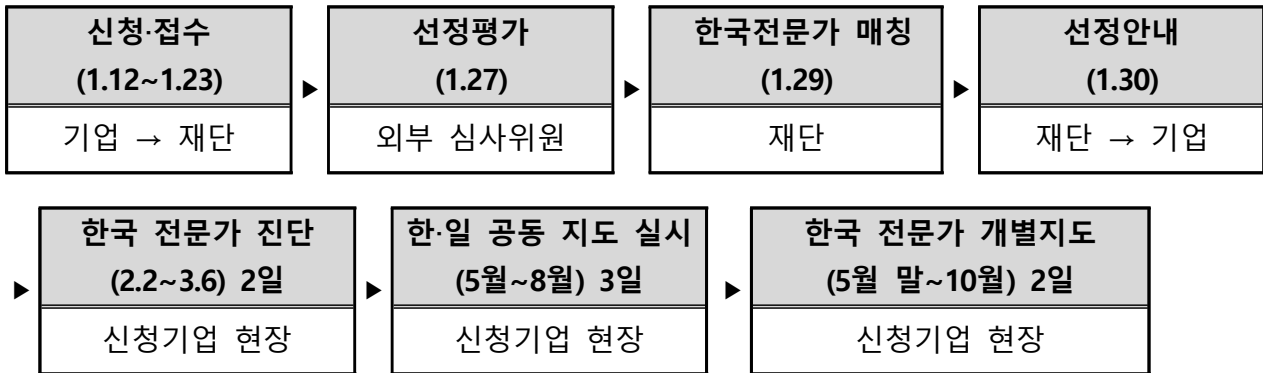 신청·접수
(1.12~1.23)
기업 → 재단
▶
선정평가
(1.27)
외부 심사위원
▶
한국전문가 매칭
(1.29)
재단
▶
선정안내
(1.30)
재단 → 기업
▶
한국 전문가 진단
(2.2~3.6) 2일
신청기업 현장
▶
한·일 공동 지도 실시
(5월~8월) 3일
신청기업 현장
▶
한국 전문가 개별지도
(5월 말~10월) 2일
신청기업 현장